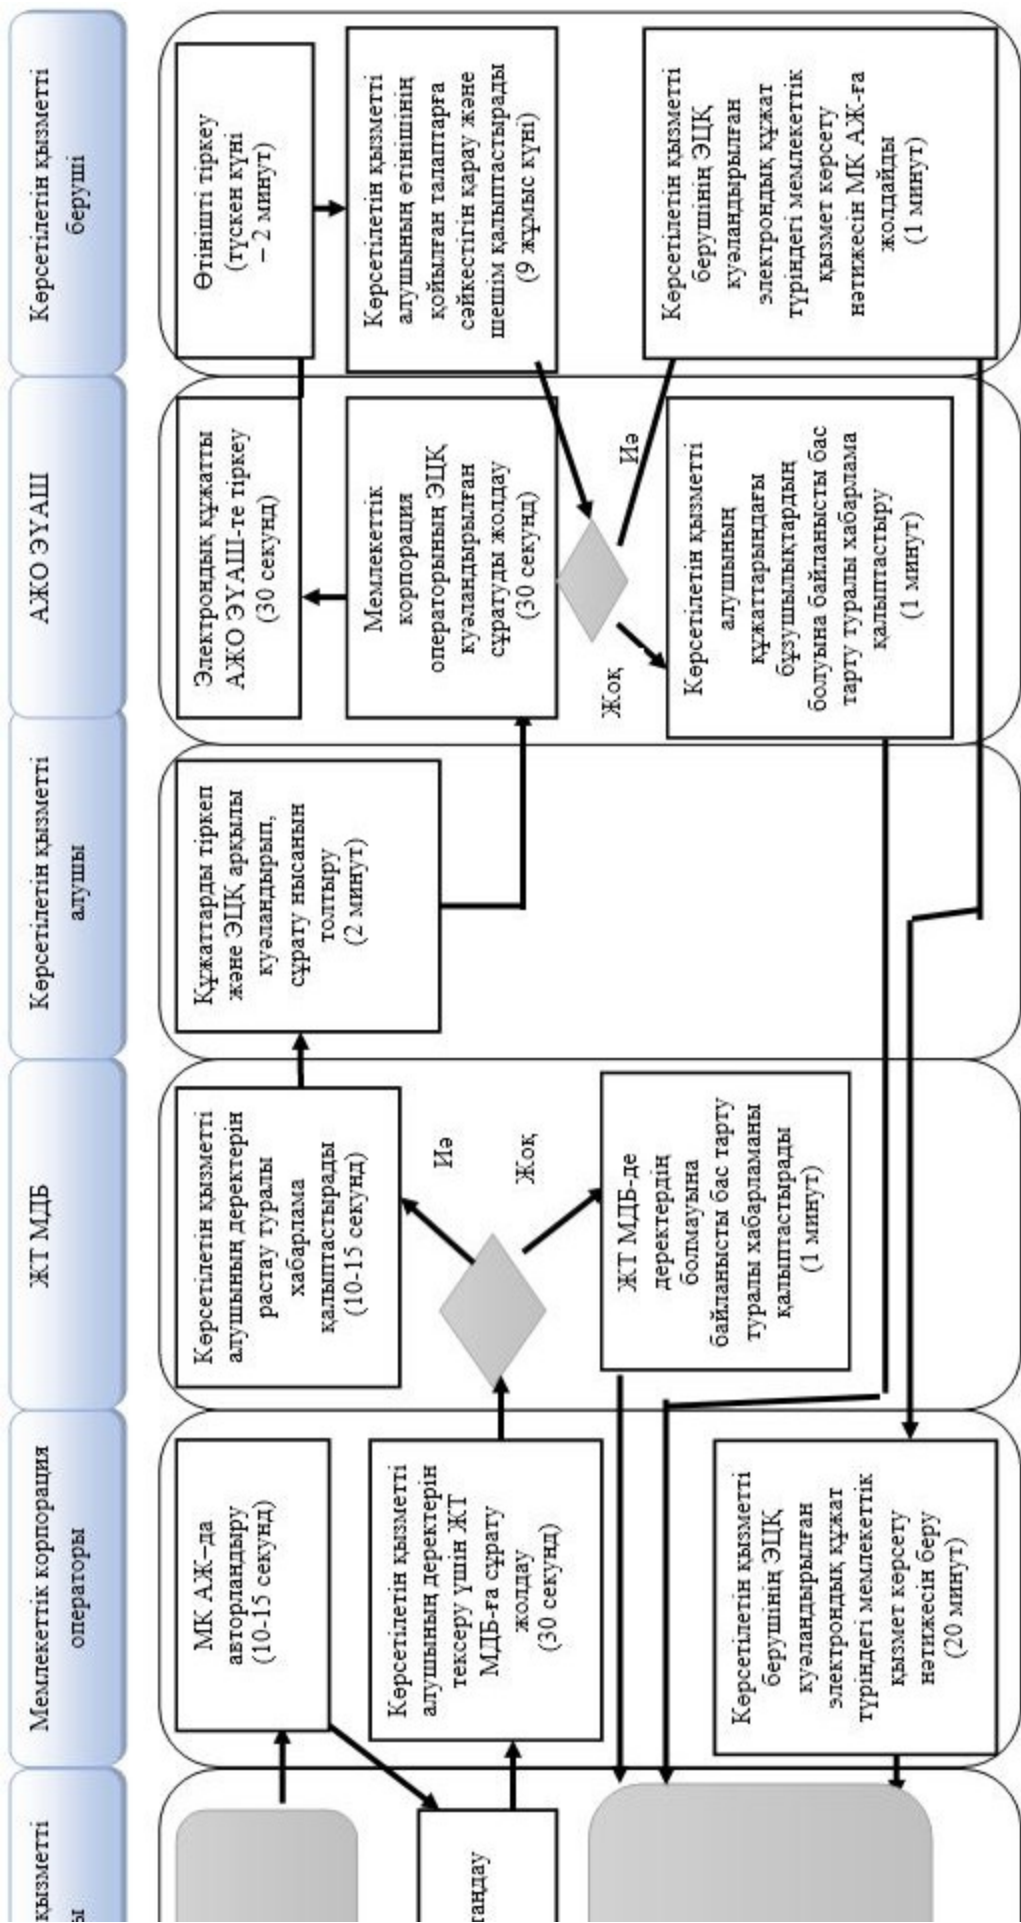 қызметті
Мемлекеттік корпорация
операторы
ЖТ МДБ
Көрсетілетін қызметті
алушы
АЖО ЭҮАШ
Көрсетілетін қызметті
беруші
таңдау
МК АЖ–да
авторландыру
(10-15 секунд)
Көрсетілетін қызметті
алушының деректерін
тексеру үшін ЖТ
МДБ-ға сұрату
жолдау
(30 секунд)
Көрсетілетін қызметті
берушінің ЭЦҚ
куәландырылған
электрондық құжат
түріндегі мемлекеттік
қызмет көрсету
нәтижесін беру
(20 минут)
Көрсетілетін қызметті
алушының деректерін
растау туралы
хабарлама
қалыптастырады
(10-15 секунд)
Иә
Жоқ
ЖТ МДБ-де
деректердің
болмауына
байланысты бас тарту
туралы хабарламаны
қалыптастырады
(1 минут)
Құжаттарды тіркеп
және ЭЦҚ арқылы
куәландырып,
сұрату нысанын
толтыру
(2 минут)
Электрондық құжатты
АЖО ЭҮАШ-те тіркеу
(30 секунд)
Мемлекеттік
корпорация
операторының ЭЦҚ
куәландырылған
сұратуды жолдау
(30 секунд)
Жоқ
Иә
Көрсетілетін қызметті
алушының
құжаттарындағы
бұзушылықтардың
болуына байланысты бас
тарту туралы хабарлама
қалыптастыру
(1 минут)
Өтінішті тіркеу
(түскен күні
–2 минут)
Көрсетілетін қызметті
алушының өтінішінің
қойылған талаптарға
сәйкестігін қарау және
шешім қалыптастырады
(9 жұмыс күні)
Көрсетілетін қызметті
берушінің ЭЦҚ
куәландырылған
электрондық құжат
түріндегі мемлекеттік
қызмет көрсету
нәтижесін МК АЖ-ға
жолдайды
(1 минут)